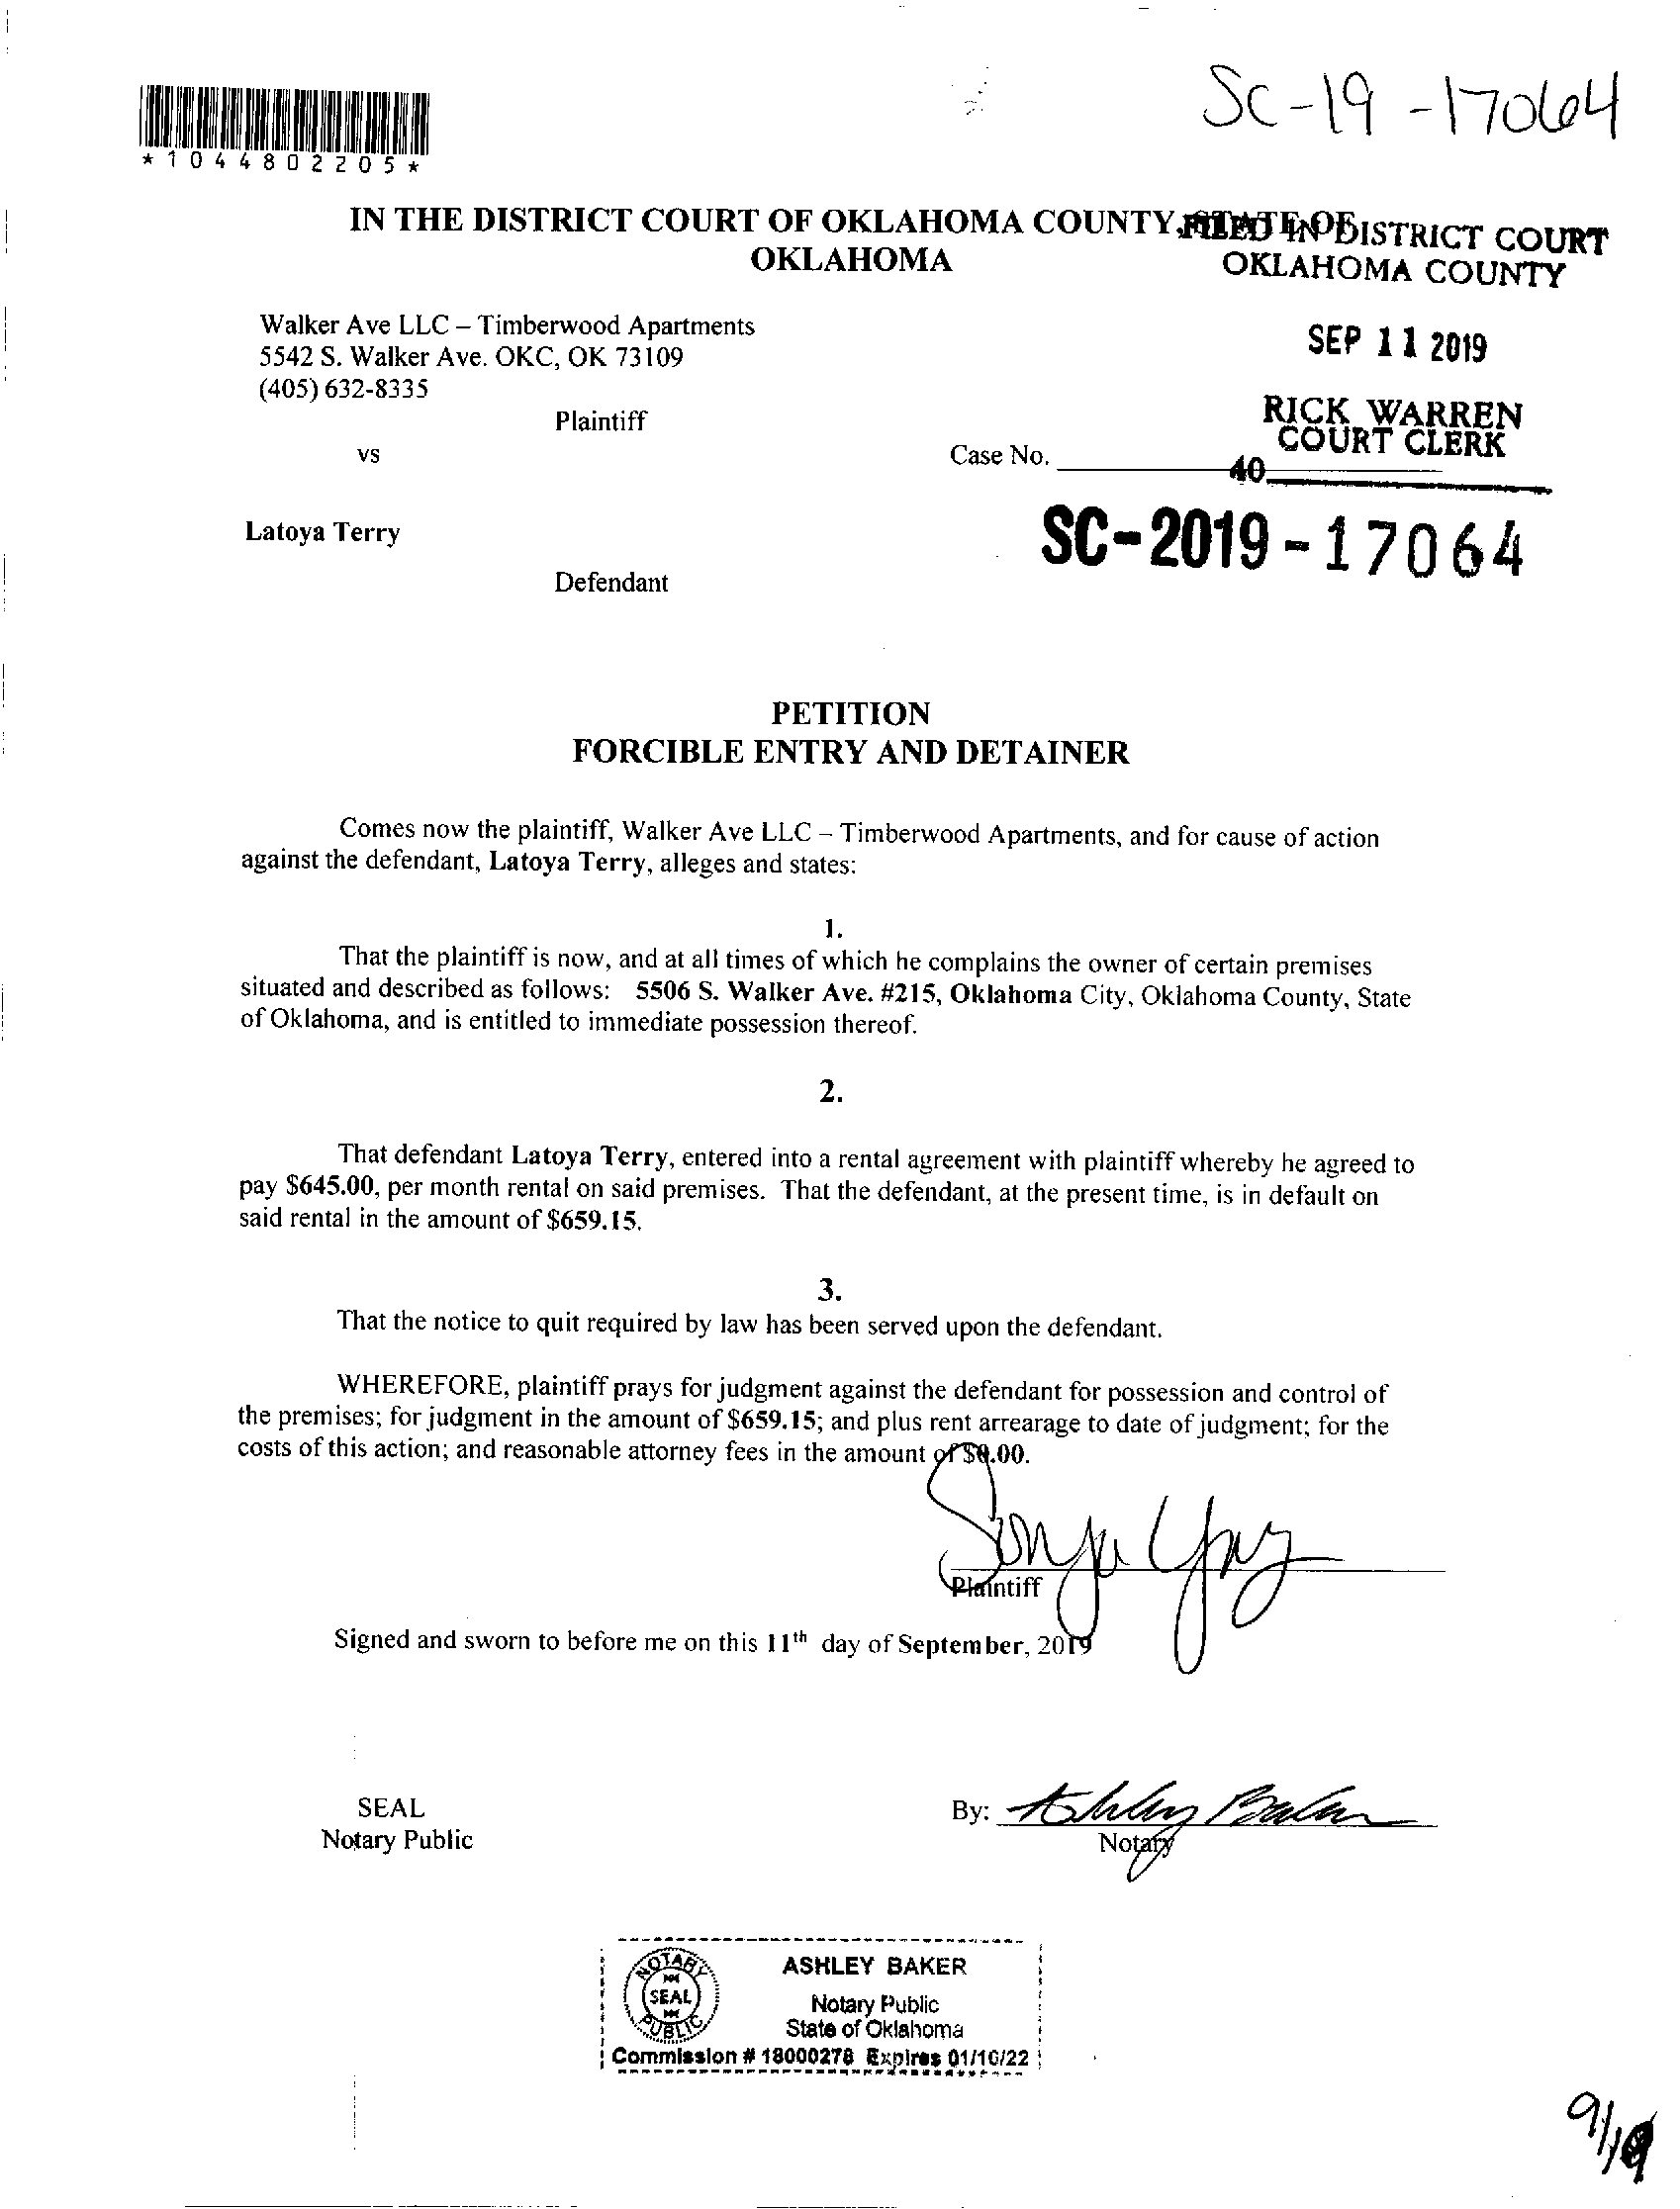 SC-19-17064
*1044802205*
IN THE DISTRICT COURT OF OKLAHOMA COUNTY, STATE OF
OKLAHOMA
FILED IN DISTRICT COURT
OKLAHOMA COUNTY
Walker Ave LLC – Timberwood Apartments
5542 S. Walker Ave. OKC, OK 73109
(405) 632-8335
Plaintiff
SEP 11 2019
RICK WARREN
COURT CLERK
vs
Case No.
40
Latoya Terry
SC-2019-17064
Defendant
PETITION
FORCIBLE ENTRY AND DETAINER
Comes now the plaintiff, Walker Ave LLC – Timberwood Apartments, and for cause of action
against the defendant, Latoya Terry, alleges and states:
1.
That the plaintiff is now, and at all times of which he complains the owner of certain premises
situated and described as follows: 5506 S. Walker Ave. #215, Oklahoma City, Oklahoma County, State
of Oklahoma, and is entitled to immediate possession thereof.
2.
That defendant Latoya Terry, entered into a rental agreement with plaintiff whereby he agreed to
pay $645.00, per month rental on said premises. That the defendant, at the present time, is in default on
said rental in the amount of $659.15.
3.
That the notice to quit required by law has been served upon the defendant.
WHEREFORE, plaintiff prays for judgment against the defendant for possession and control of
the premises; for judgment in the amount of $659.15; and plus rent arrearage to date of judgment; for the
costs of this action; and reasonable attorney fees in the amount of $0.00.
Plaintiff
Signed and sworn to before me on this 11th day of September, 2019
SEAL
Notary Public
By: Ashley Baker
Notary
NOTARY
SEAL
PUBLIC
ASHLEY BAKER
Notary Public
State of Oklahoma
Commission # 18000278 Expires 01/10/22